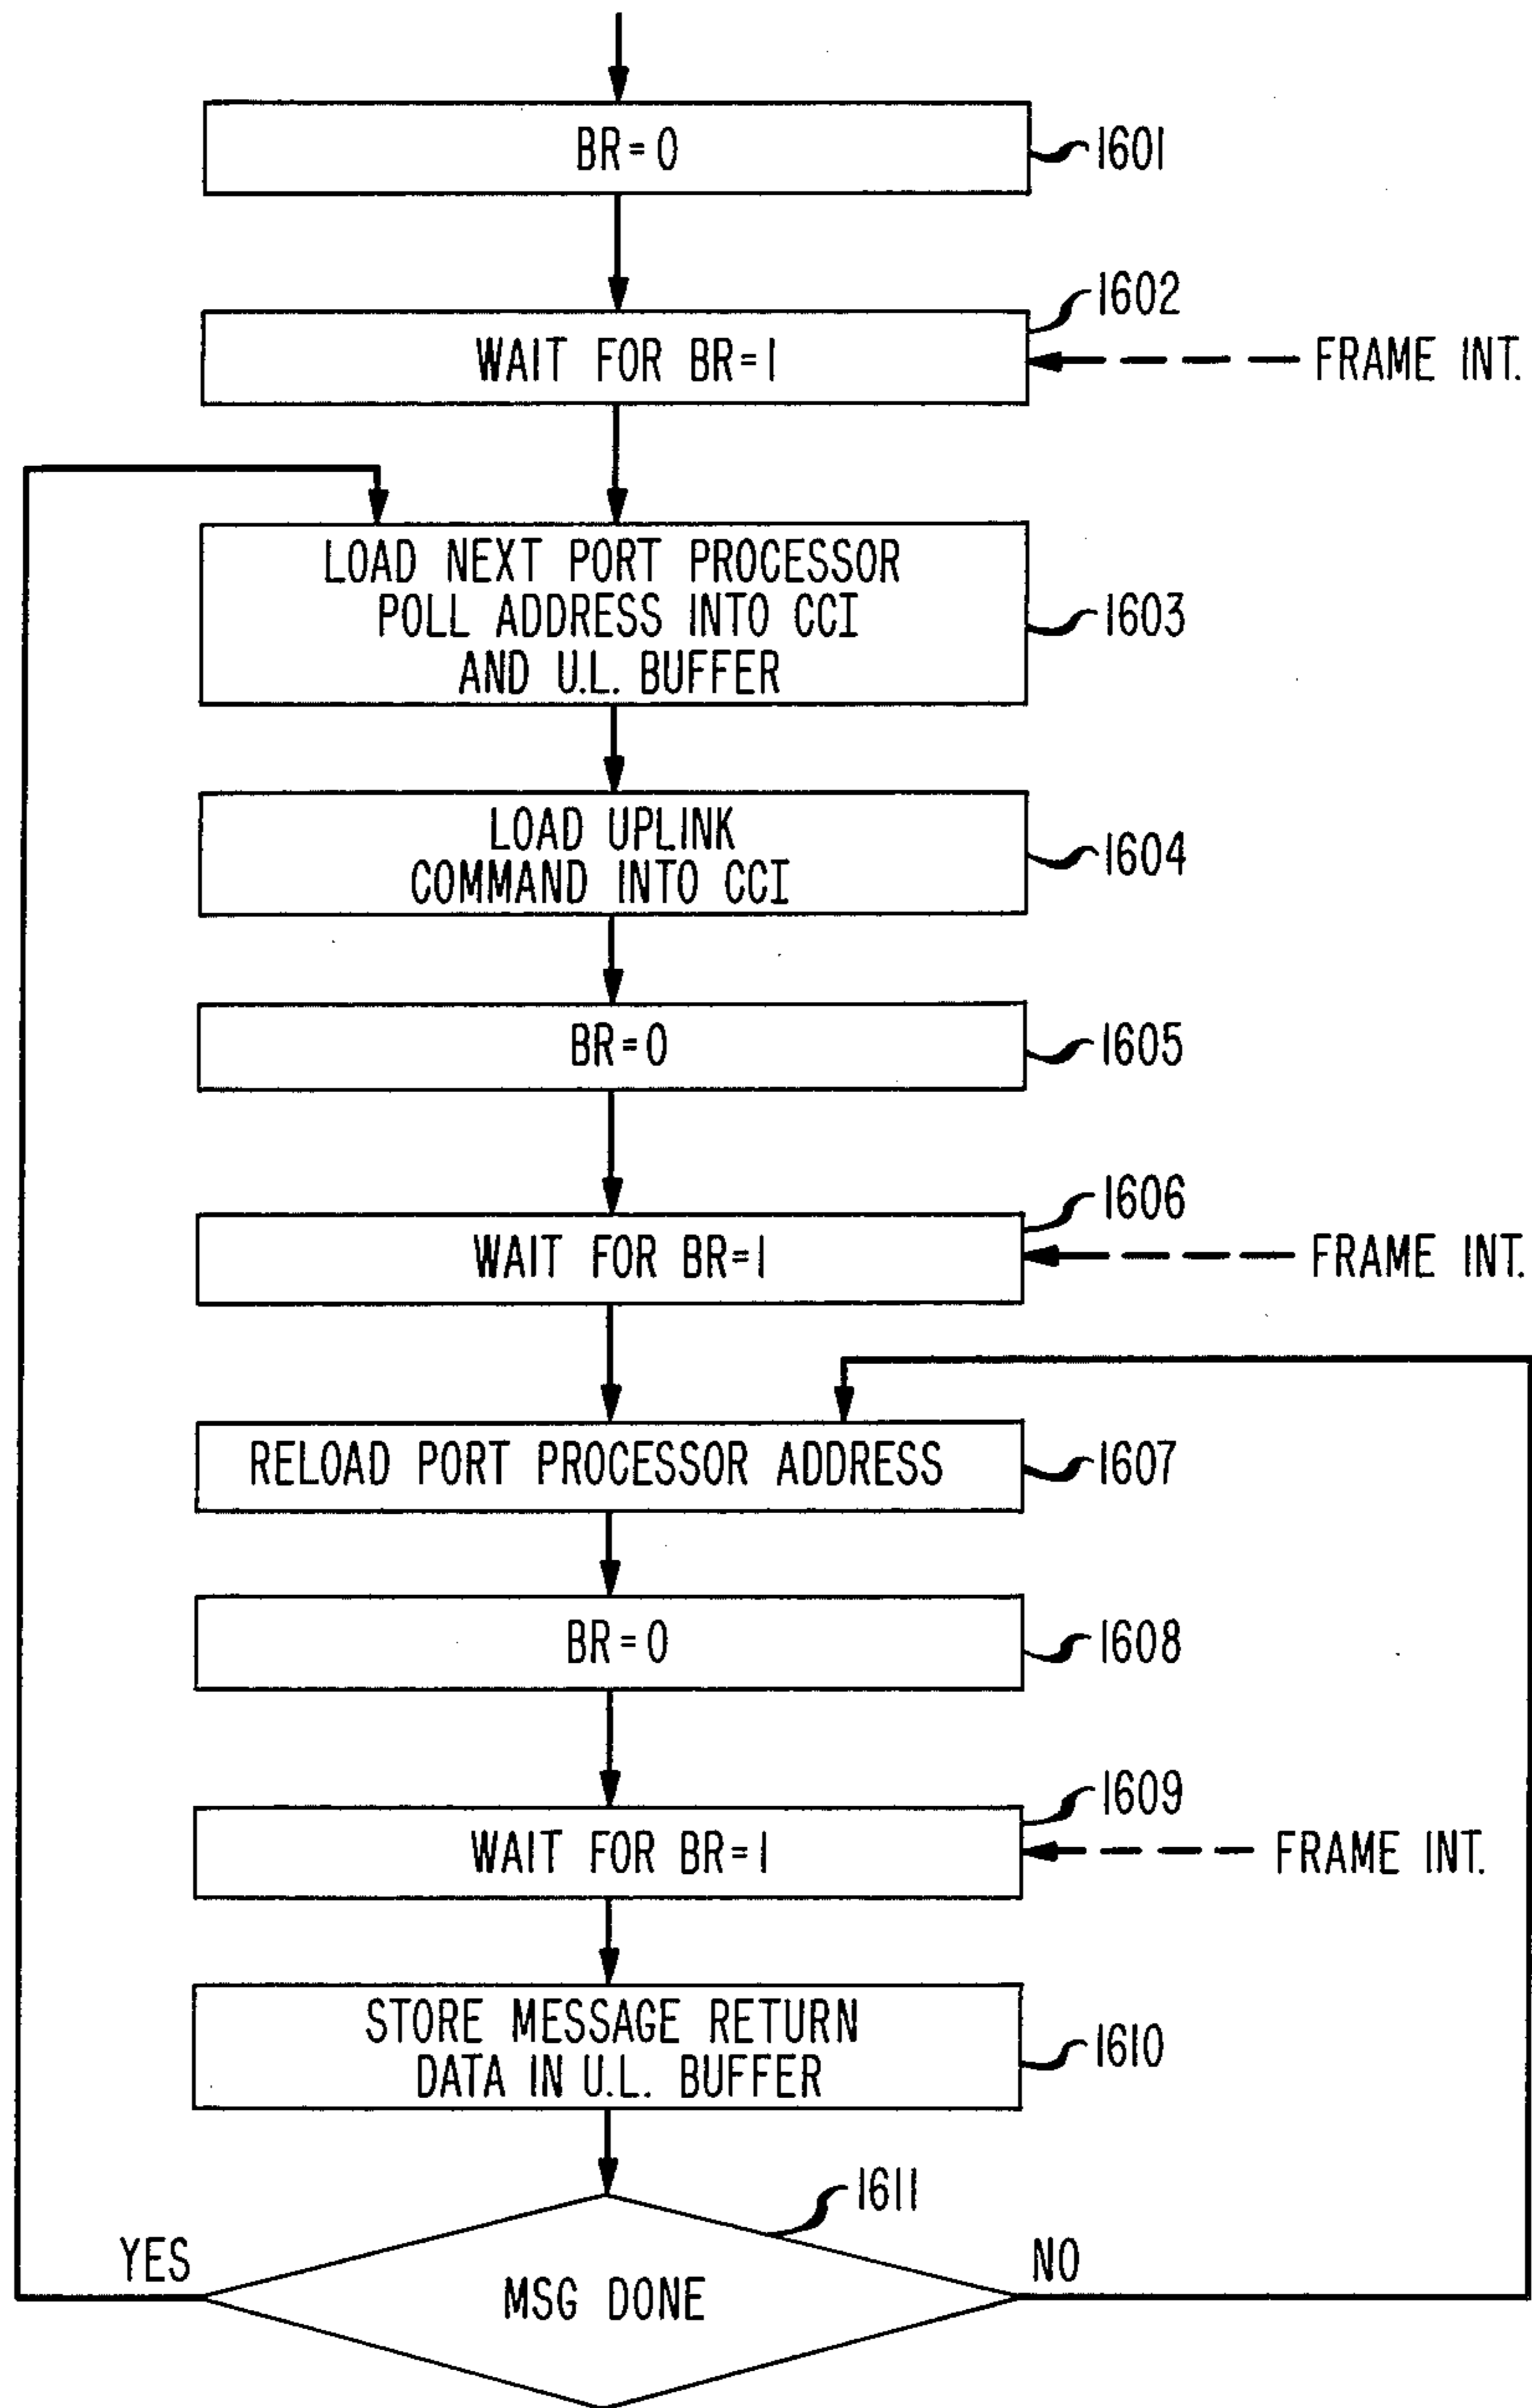 BR=0
1601
1602
WAIT FOR BR=1
FRAME INT.
LOAD NEXT PORT PROCESSOR
POLL ADDRESS INTO CCI
AND U.L. BUFFER
1603
LOAD UPLINK
COMMAND INTO CCI
1604
BR=0
1605
1606
WAIT FOR BR=1
FRAME INT.
RELOAD PORT PROCESSOR ADDRESS
1607
BR=0
1608
1609
WAIT FOR BR=1
FRAME INT.
STORE MESSAGE RETURN
DATA IN U.L. BUFFER
1610
1611
YES
NO
MSG DONE